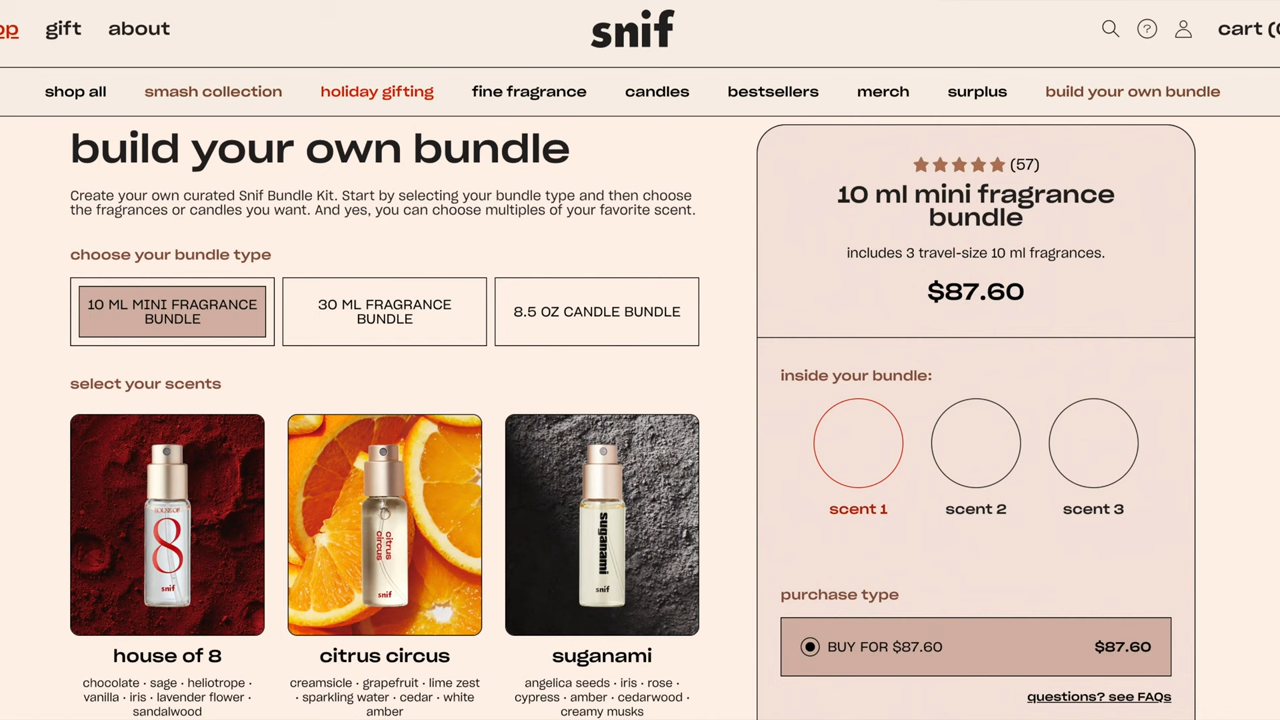 op
gift
about
snif
?
cart (
shop all
smash collection
holiday gifting
fine fragrance
candles
bestsellers
merch
surplus
build your own bundle
build your own bundle
Create your own curated Snif Bundle Kit. Start by selecting your bundle type and then choose
the fragrances or candles you want. And yes, you can choose multiples of your favorite scent.
choose your bundle type
10 ML MINI FRAGRANCE
BUNDLE
30 ML FRAGRANCE
BUNDLE
8.5 OZ CANDLE BUNDLE
select your scents
HOUSE OF
8
snif
citrus
circus
snif
suganami
snif
house of 8
chocolate · sage · heliotrope ·
vanilla · iris · lavender flower ·
sandalwood
citrus circus
creamsicle · grapefruit · lime zest
· sparkling water · cedar · white
amber
suganami
angelica seeds · iris · rose ·
cypress · amber · cedarwood ·
creamy musks
(57)
10 ml mini fragrance
bundle
includes 3 travel-size 10 ml fragrances.
$87.60
inside your bundle:
scent 1
scent 2
scent 3
purchase type
BUY FOR $87.60
$87.60
questions? see FAQs